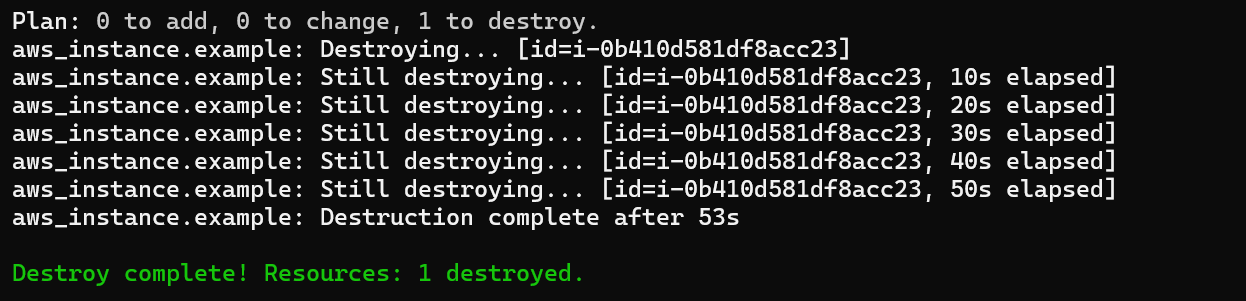 Plan: 0 to add, 0 to change, 1 to destroy.
aws_instance.example: Destroying... [id=i-0b410d581df8acc23]
aws_instance.example: Still destroying... [id=i-0b410d581df8acc23, 10s elapsed]
aws_instance.example: Still destroying... [id=i-0b410d581df8acc23, 20s elapsed]
aws_instance.example: Still destroying... [id=i-0b410d581df8acc23, 30s elapsed]
aws_instance.example: Still destroying... [id=i-0b410d581df8acc23, 40s elapsed]
aws_instance.example: Still destroying... [id=i-0b410d581df8acc23, 50s elapsed]
aws_instance.example: Destruction complete after 53s
Destroy complete! Resources: 1 destroyed.